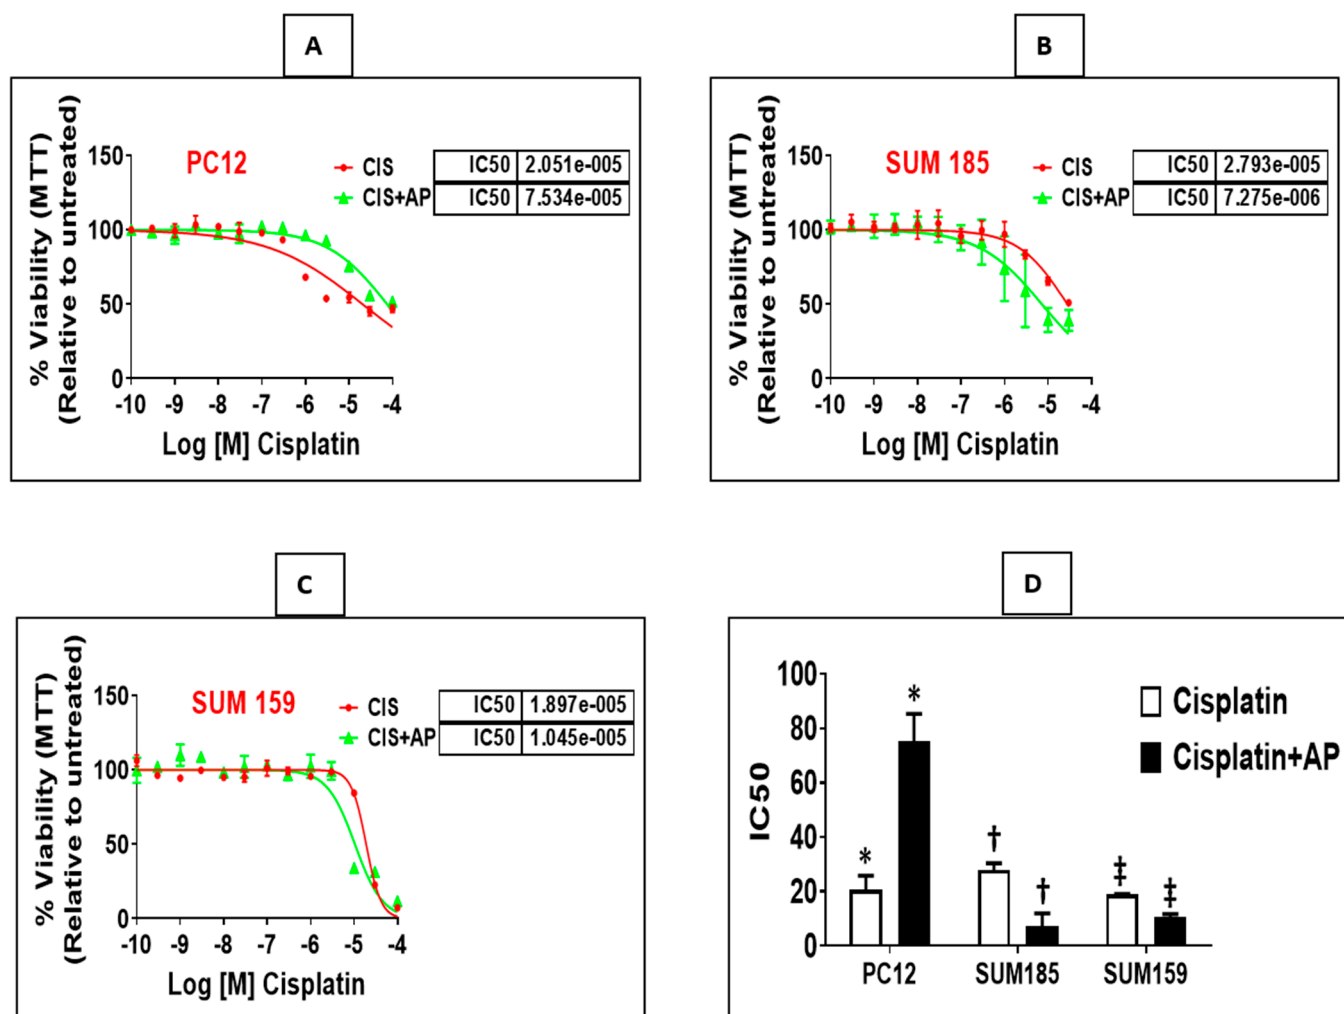 A
% Viability (MTT)
(Relative to untreated)
PC12
CIS
IC50 2.051e-005
CIS+AP
IC50 7.534e-005
150
100
50
0
-10 -9 -8 -7 -6 -5 -4
Log [M] Cisplatin
B
% Viability (MTT)
(Relative to untreated)
SUM 185
CIS
IC50 2.793e-005
CIS+AP
IC50 7.275e-006
150
100
50
0
-10 -9 -8 -7 -6 -5 -4
Log [M] Cisplatin
C
% Viability (MTT)
(Relative to untreated)
SUM 159
CIS
IC50 1.897e-005
CIS+AP
IC50 1.045e-005
150
100
50
0
-10 -9 -8 -7 -6 -5 -4
Log [M] Cisplatin
D
IC50
100
80
60
40
20
0
* *
† †
‡ ‡
Cisplatin
Cisplatin+AP
PC12 SUM185 SUM159